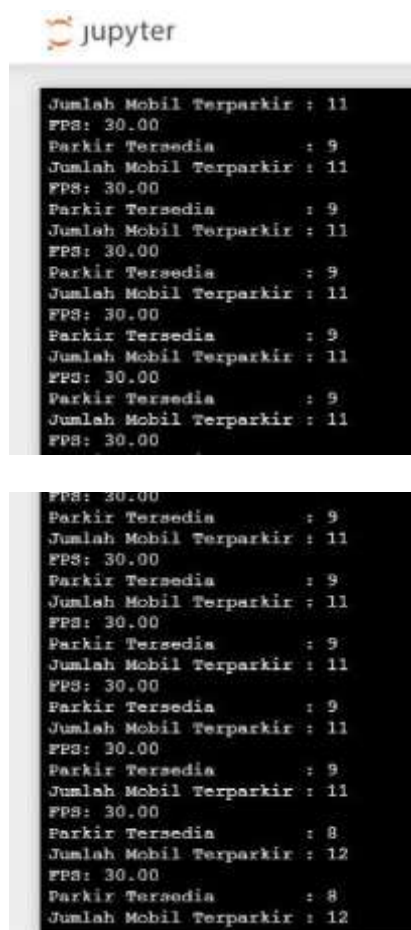 jupyter
Jumlah Mobil Terparkir : 11
FPS: 30.00
Parkir Tersedia : 9
Jumlah Mobil Terparkir : 11
FPS: 30.00
Parkir Tersedia : 9
Jumlah Mobil Terparkir : 11
FPS: 30.00
Parkir Tersedia : 9
Jumlah Mobil Terparkir : 11
FPS: 30.00
Parkir Tersedia : 9
Jumlah Mobil Terparkir : 11
FPS: 30.00
Parkir Tersedia : 9
Jumlah Mobil Terparkir : 11
FPS: 30.00
FPS: 30.00
Parkir Tersedia : 9
Jumlah Mobil Terparkir : 11
FPS: 30.00
Parkir Tersedia : 9
Jumlah Mobil Terparkir : 11
FPS: 30.00
Parkir Tersedia : 9
Jumlah Mobil Terparkir : 11
FPS: 30.00
Parkir Tersedia : 9
Jumlah Mobil Terparkir : 11
FPS: 30.00
Parkir Tersedia : 9
Jumlah Mobil Terparkir : 11
FPS: 30.00
Parkir Tersedia : 8
Jumlah Mobil Terparkir : 12
FPS: 30.00
Parkir Tersedia : 8
Jumlah Mobil Terparkir : 12